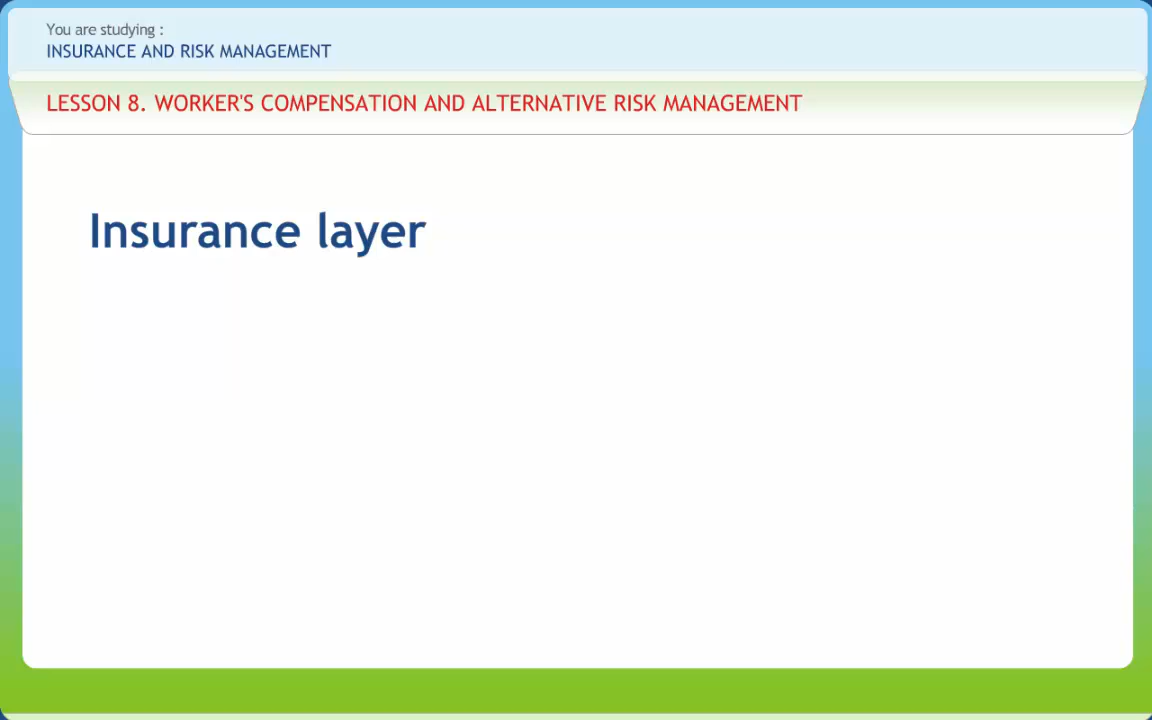 You are studying :
INSURANCE AND RISK MANAGEMENT
LESSON 8. WORKER'S COMPENSATION AND ALTERNATIVE RISK MANAGEMENT
Insurance layer